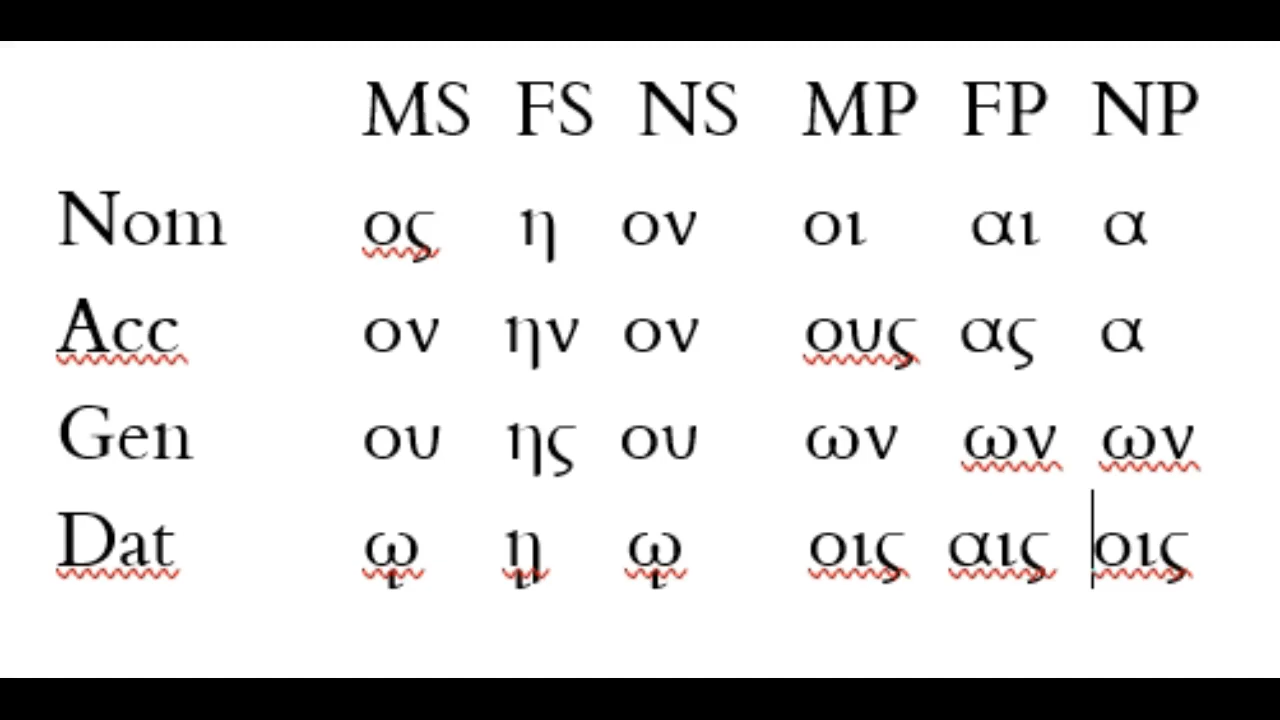 MS FS NS MP FP NP
Nom ος η ον οι αι α
Acc ον ην ον ους ας α
Gen ου ης ου ων ων ων
Dat ῳ ῃ ῳ οις αις οις